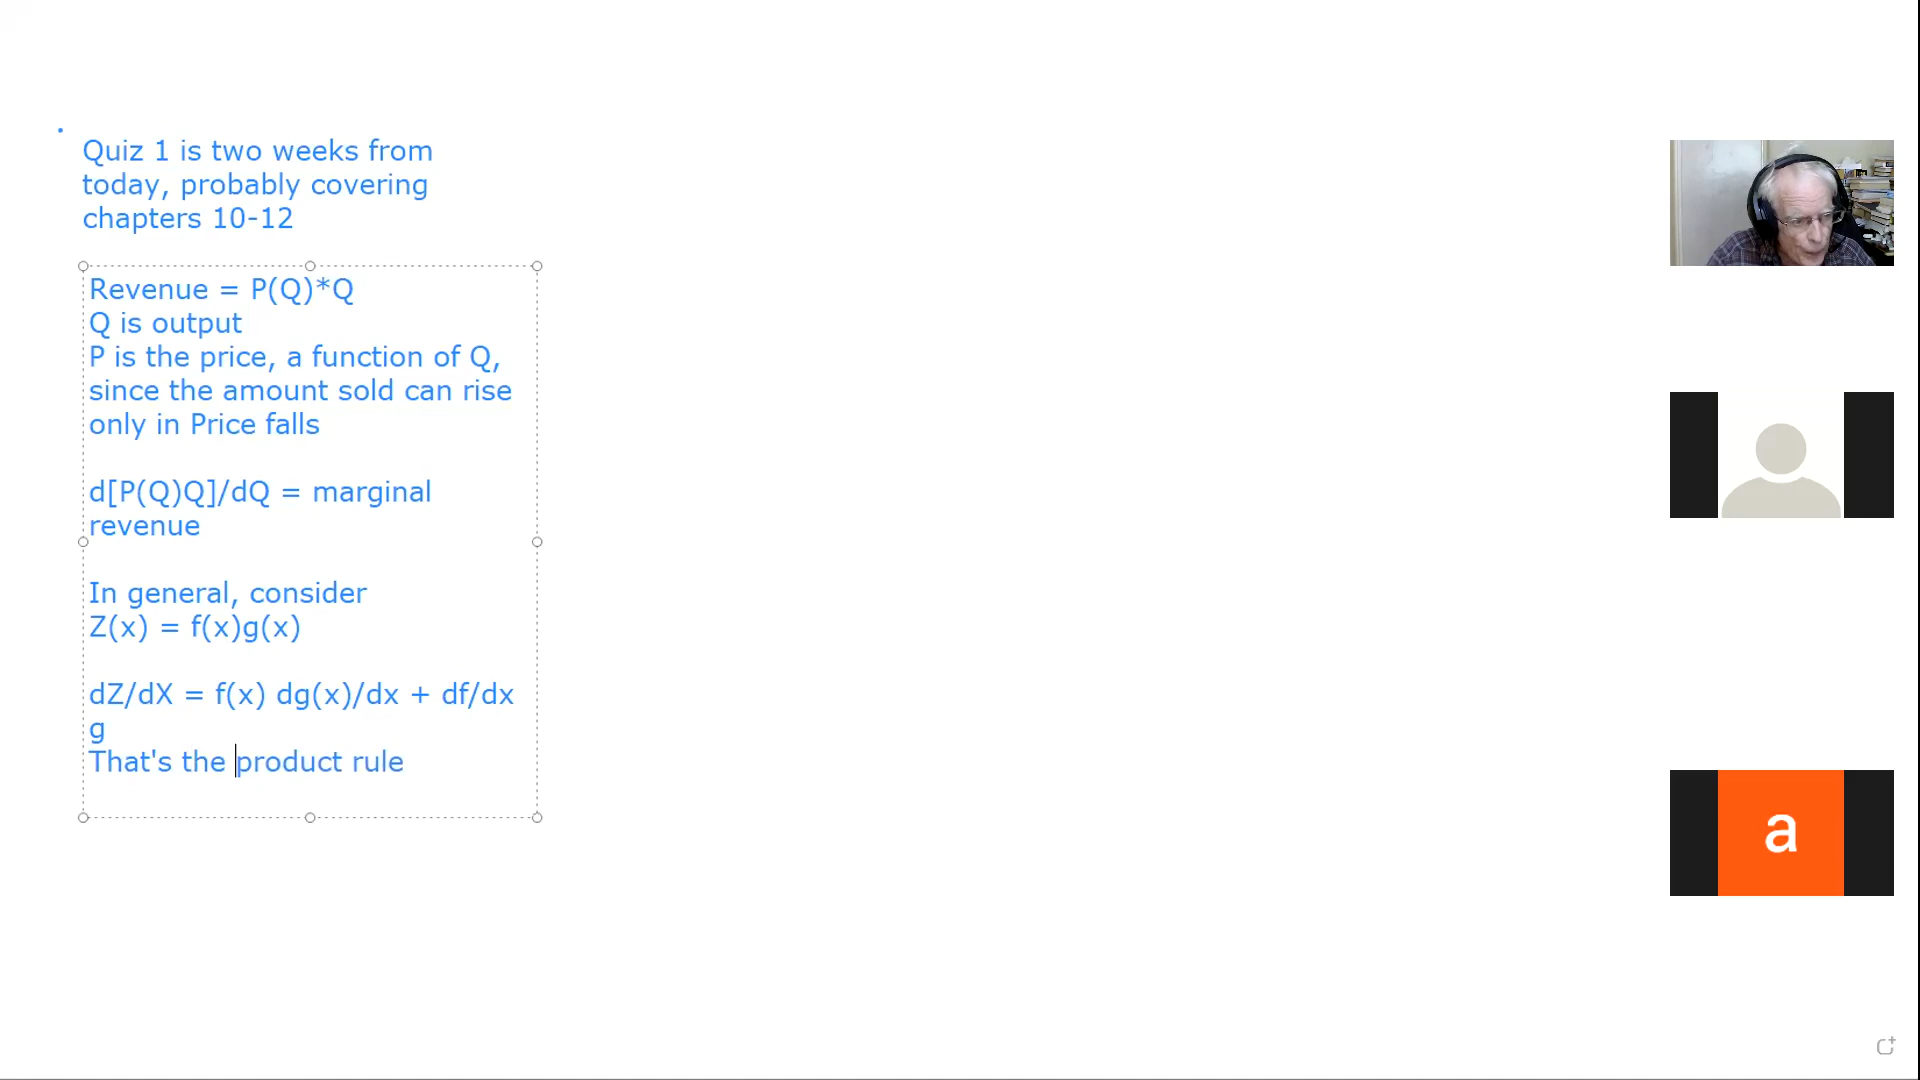 Quiz 1 is two weeks from
today, probably covering
chapters 10-12
Revenue = P(Q)*Q
Q is output
P is the price, a function of Q,
since the amount sold can rise
only in Price falls
d[P(Q)Q]/dQ = marginal
revenue
In general, consider
Z(x) = f(x)g(x)
dZ/dX = f(x) dg(x)/dx + df/dx
g
That's the product rule
a